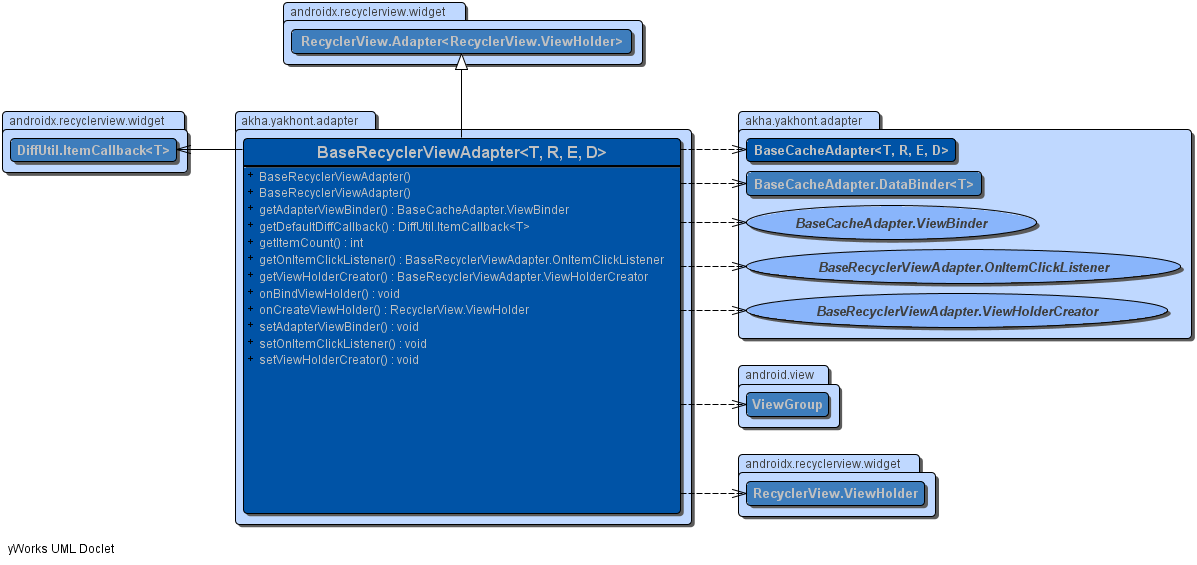 androidx.recyclerview.widget
RecyclerView.Adapter<RecyclerView.ViewHolder>
androidx.recyclerview.widget
DiffUtil.ItemCallback<T>
akha.yakhont.adapter
BaseRecyclerViewAdapter<T, R, E, D>
+ BaseRecyclerViewAdapter()
+ BaseRecyclerViewAdapter()
+ getAdapterViewBinder() : BaseCacheAdapter.ViewBinder
+ getDefaultDiffCallback() : DiffUtil.ItemCallback<T>
+ getItemCount() : int
+ getOnItemClickListener() : BaseRecyclerViewAdapter.OnItemClickListener
+ getViewHolderCreator() : BaseRecyclerViewAdapter.ViewHolderCreator
+ onBindViewHolder() : void
+ onCreateViewHolder() : RecyclerView.ViewHolder
+ setAdapterViewBinder() : void
+ setOnItemClickListener() : void
+ setViewHolderCreator() : void
akha.yakhont.adapter
BaseCacheAdapter<T, R, E, D>
BaseCacheAdapter.DataBinder<T>
BaseCacheAdapter.ViewBinder
BaseRecyclerViewAdapter.OnItemClickListener
BaseRecyclerViewAdapter.ViewHolderCreator
android.view
ViewGroup
androidx.recyclerview.widget
RecyclerView.ViewHolder
yWorks UML Doclet